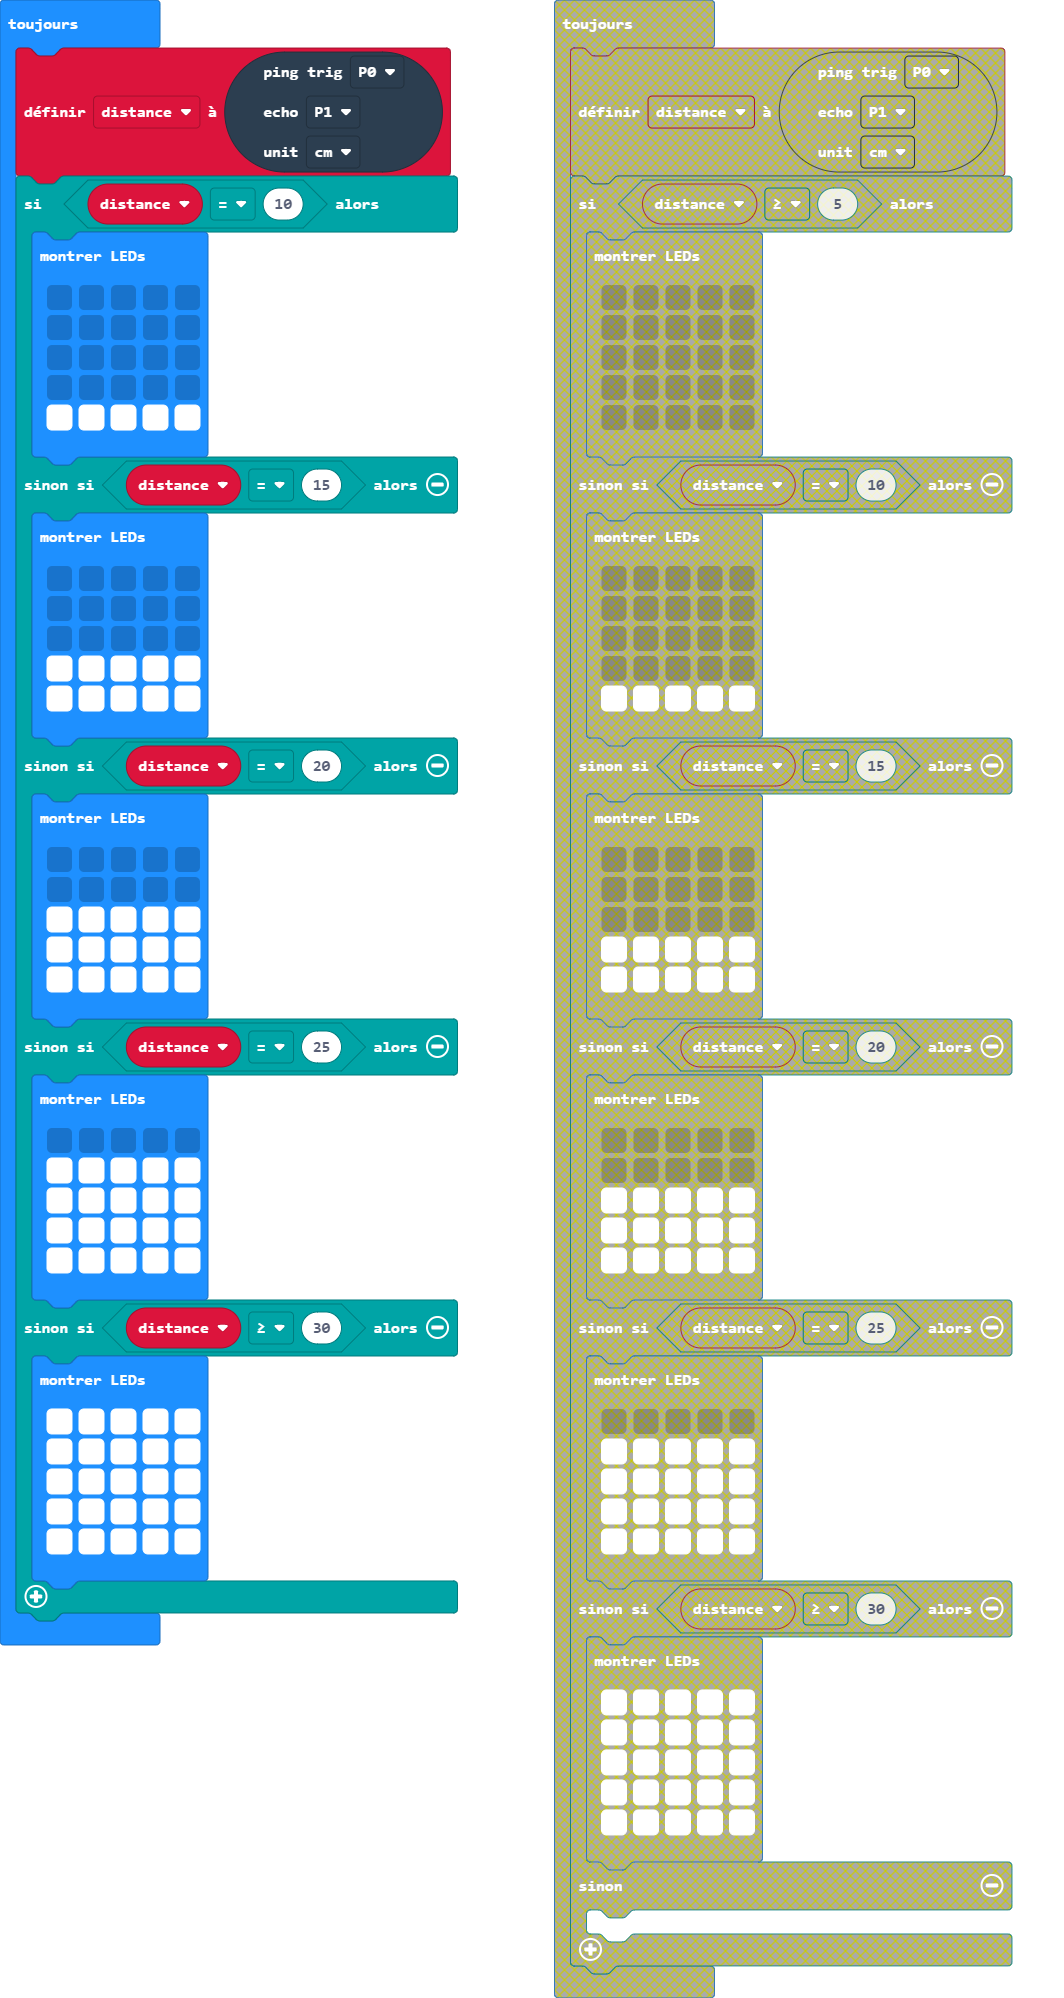 toujours
définir distance à ping trig P0
echo P1
unit cm
si distance = 10 alors
montrer LEDs
sinon si distance = 15 alors
montrer LEDs
sinon si distance = 20 alors
montrer LEDs
sinon si distance = 25 alors
montrer LEDs
sinon si distance ≥ 30 alors
montrer LEDs
toujours
définir distance à ping trig P0
echo P1
unit cm
si distance ≥ 5 alors
montrer LEDs
sinon si distance = 10 alors
montrer LEDs
sinon si distance = 15 alors
montrer LEDs
sinon si distance = 20 alors
montrer LEDs
sinon si distance = 25 alors
montrer LEDs
sinon si distance ≥ 30 alors
montrer LEDs
sinon